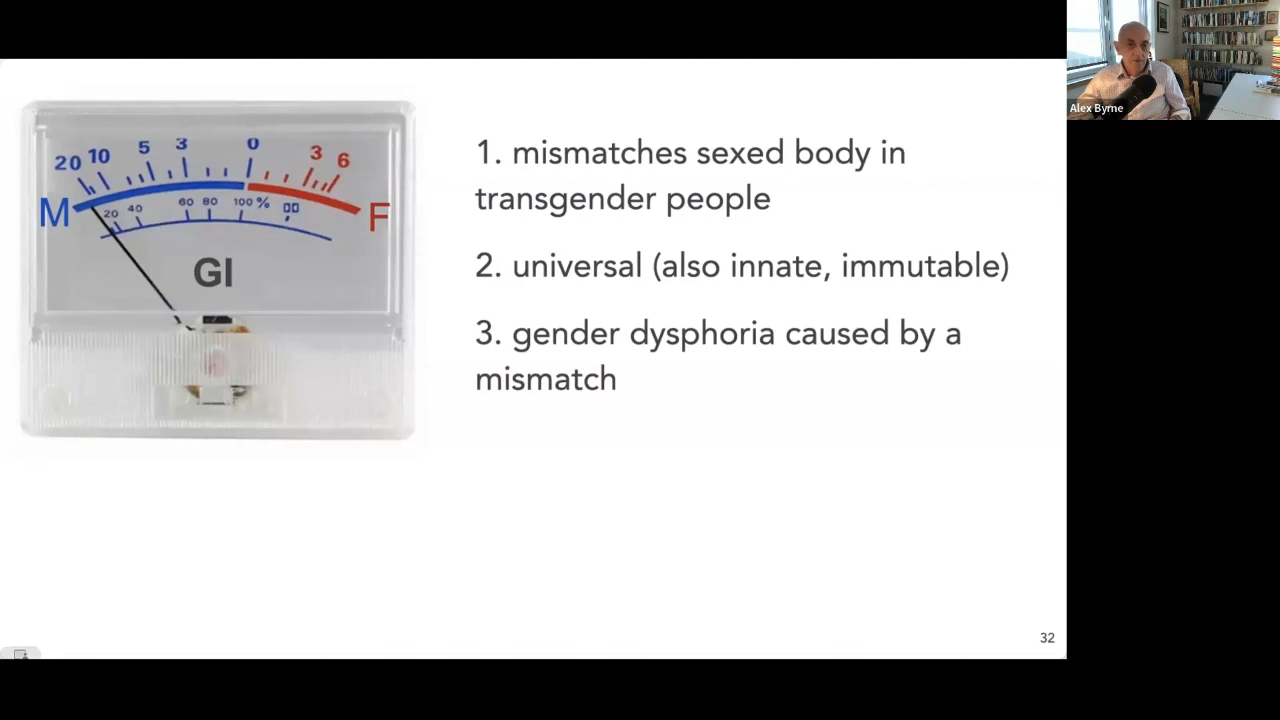 20 10 5 3 0 3 6
M 20 40 60 80 100 % F
GI
1. mismatches sexed body in
transgender people
2. universal (also innate, immutable)
3. gender dysphoria caused by a
mismatch
32
Alex Byrne